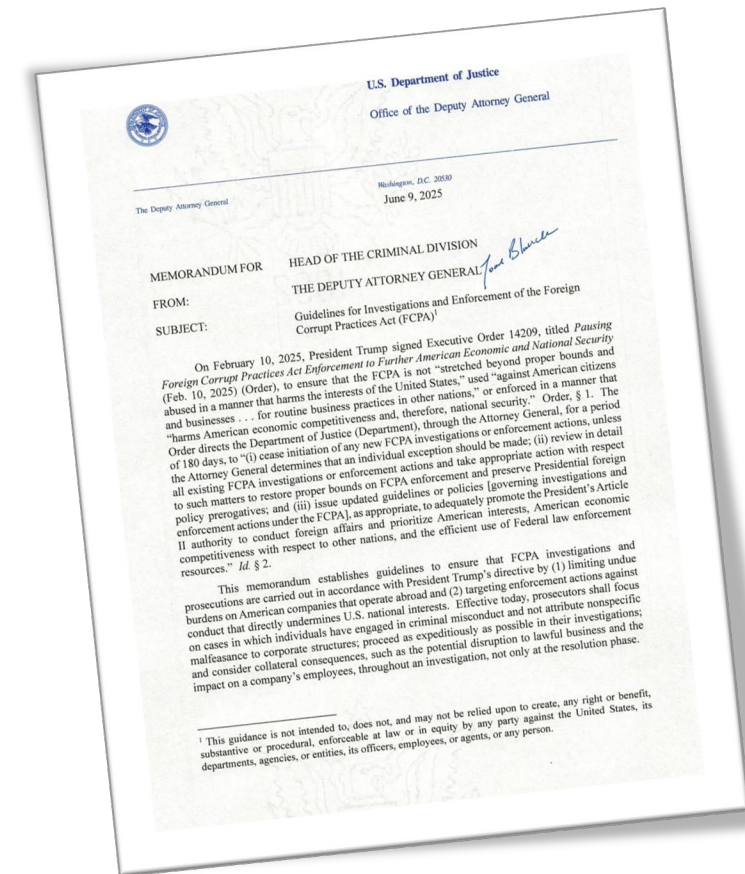 U.S. Department of Justice
Office of the Deputy Attorney General
The Deputy Attorney General
Washington, D.C. 20530
June 9, 2025
MEMORANDUM FOR HEAD OF THE CRIMINAL DIVISION
FROM: THE DEPUTY ATTORNEY GENERAL
SUBJECT: Guidelines for Investigations and Enforcement of the Foreign
Corrupt Practices Act (FCPA)1
On February 10, 2025, President Trump signed Executive Order 14209, titled Pausing
Foreign Corrupt Practices Act Enforcement to Further American Economic and National Security
(Feb. 10, 2025) (Order), to ensure that the FCPA is not “stretched beyond proper bounds and
abused in a manner that harms the interests of the United States,” used “against American citizens
and businesses . . . for routine business practices in other nations,” or enforced in a manner that
“harms American economic competitiveness and, therefore, national security.” Order, § 1. The
Order directs the Department of Justice (Department), through the Attorney General, for a period
of 180 days, to “(i) cease initiation of any new FCPA investigations or enforcement actions, unless
the Attorney General determines that an individual exception should be made; (ii) review in detail
all existing FCPA investigations or enforcement actions and take appropriate action with respect
to such matters to restore proper bounds on FCPA enforcement and preserve Presidential foreign
policy prerogatives; and (iii) issue updated guidelines or policies [governing investigations and
enforcement actions under the FCPA], as appropriate, to adequately promote the President’s Article
II authority to conduct foreign affairs and prioritize American interests, American economic
competitiveness with respect to other nations, and the efficient use of Federal law enforcement
resources.” Id. § 2.
This memorandum establishes guidelines to ensure that FCPA investigations and
prosecutions are carried out in accordance with President Trump’s directive by (1) limiting undue
burdens on American companies that operate abroad and (2) targeting enforcement actions against
conduct that directly undermines U.S. national interests. Effective today, prosecutors shall focus
on cases in which individuals have engaged in criminal misconduct and not attribute nonspecific
malfeasance to corporate structures; proceed as expeditiously as possible in their investigations;
and consider collateral consequences, such as the potential disruption to lawful business and the
impact on a company’s employees, throughout an investigation, not only at the resolution phase.
1 This guidance is not intended to, does not, and may not be relied upon to create, any right or benefit,
substantive or procedural, enforceable at law or in equity by any party against the United States, its
departments, agencies, or entities, its officers, employees, or agents, or any person.